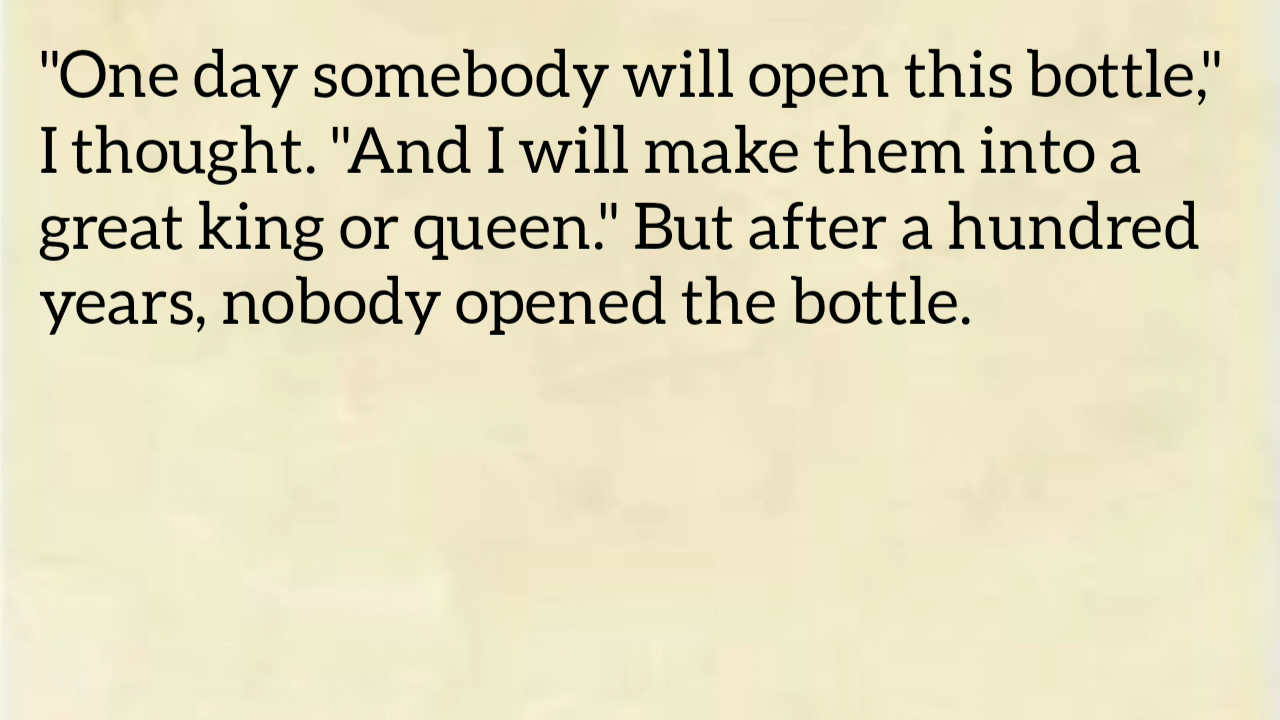 "One day somebody will open this bottle,"
I thought. "And I will make them into a
great king or queen." But after a hundred
years, nobody opened the bottle.